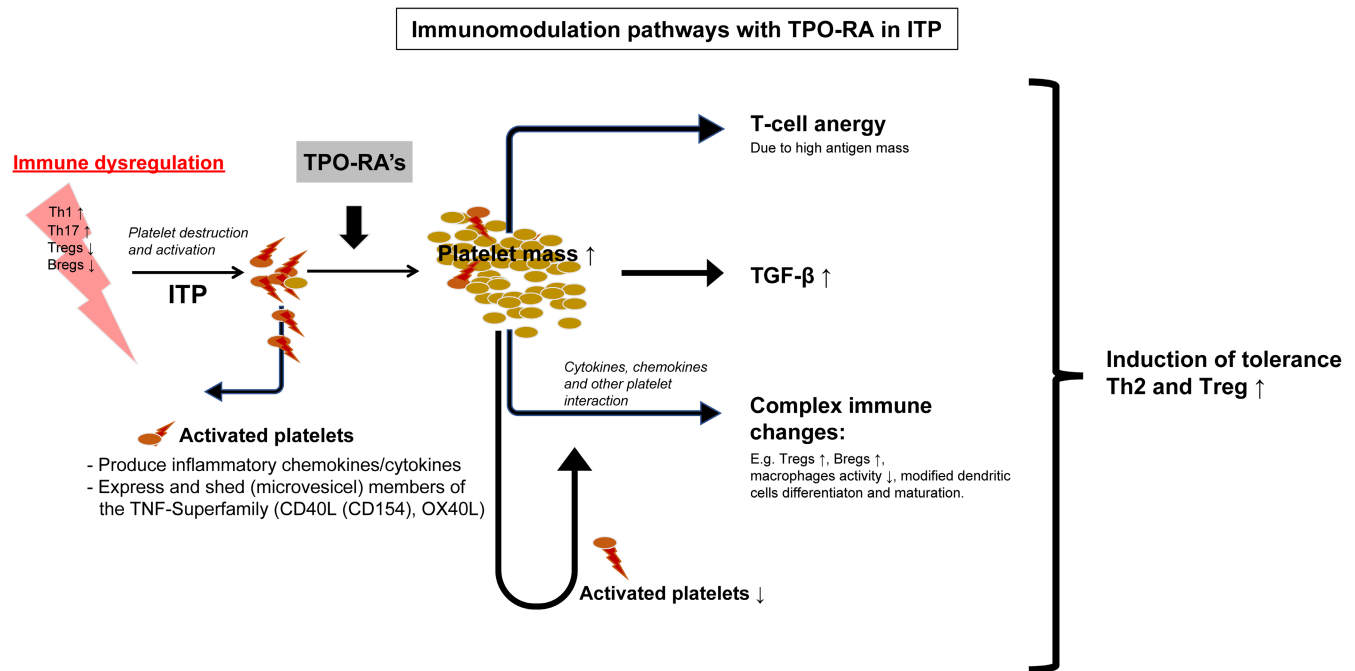 Immunomodulation pathways with TPO-RA in ITP
Immune dysregulation
Th1 ↑
Th17 ↑
Tregs ↓
Bregs ↓
Platelet destruction
and activation
ITP
TPO-RA's
Platelet mass ↑
T-cell anergy
Due to high antigen mass
TGF-β ↑
Cytokines, chemokines
and other platelet
interaction
Complex immune
changes:
E.g. Tregs ↑, Bregs ↑,
macrophages activity ↓, modified dendritic
cells differentiaton and maturation.
Activated platelets
- Produce inflammatory chemokines/cytokines
- Express and shed (microvesicel) members of
the TNF-Superfamily (CD40L (CD154), OX40L)
Activated platelets ↓
Induction of tolerance
Th2 and Treg ↑